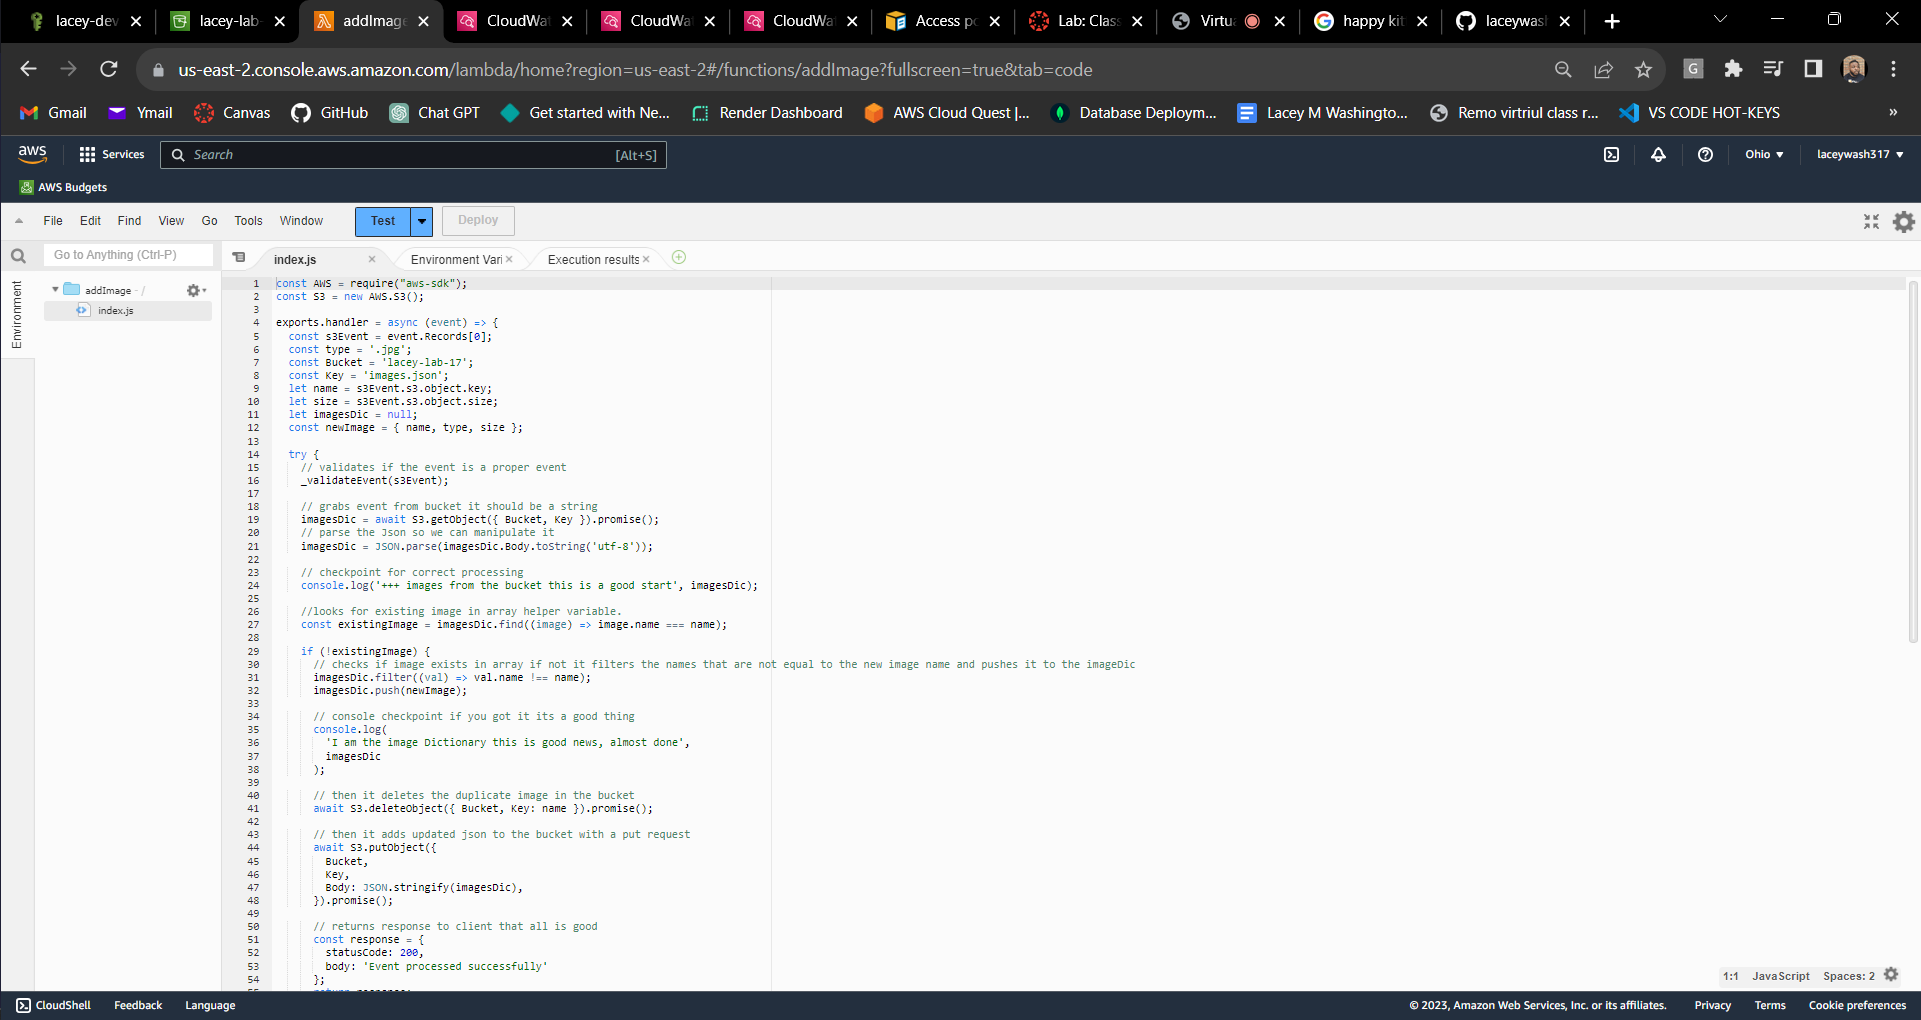 lacey-dev
lacey-lab-
addImage
CloudWat
CloudWat
CloudWat
Access po
Lab: Clas
Virtu
happy kit
laceywash
us-east-2.console.aws.amazon.com/lambda/home?region=us-east-2#/functions/addImage?fullscreen=true&tab=code
G
Gmail
Ymail
Canvas
GitHub
Chat GPT
Get started with Ne...
Render Dashboard
AWS Cloud Quest |...
Database Deploym...
Lacey M Washingto...
Remo virtriul class r...
VS CODE HOT-KEYS
»
aws
Services
Search
[Alt+S]
Ohio
laceywash317
AWS Budgets
File
Edit
Find
View
Go
Tools
Window
Test
Deploy
Go to Anything (Ctrl-P)
index.js
Environment Vari
Execution results
Environment
addImage - /
index.js
1 const AWS = require("aws-sdk");
2 const S3 = new AWS.S3();
3
4 exports.handler = async (event) => {
5 const s3Event = event.Records[0];
6 const type = '.jpg';
7 const Bucket = 'lacey-lab-17';
8 const Key = 'images.json';
9 let name = s3Event.s3.object.key;
10 let size = s3Event.s3.object.size;
11 let imagesDic = null;
12 const newImage = { name, type, size };
13
14 try {
15 // validates if the event is a proper event
16 _validateEvent(s3Event);
17
18 // grabs event from bucket it should be a string
19 imagesDic = await S3.getObject({ Bucket, Key }).promise();
20 // parse the Json so we can manipulate it
21 imagesDic = JSON.parse(imagesDic.Body.toString('utf-8'));
22
23 // checkpoint for correct processing
24 console.log('+++ images from the bucket this is a good start', imagesDic);
25
26 //looks for existing image in array helper variable.
27 const existingImage = imagesDic.find((image) => image.name === name);
28
29 if (!existingImage) {
30 // checks if image exists in array if not it filters the names that are not equal to the new image name and pushes it to the imageDic
31 imagesDic.filter((val) => val.name !== name);
32 imagesDic.push(newImage);
33
34 // console checkpoint if you got it its a good thing
35 console.log(
36 'I am the image Dictionary this is good news, almost done',
37 imagesDic
38 );
39
40 // then it deletes the duplicate image in the bucket
41 await S3.deleteObject({ Bucket, Key: name }).promise();
42
43 // then it adds updated json to the bucket with a put request
44 await S3.putObject({
45 Bucket,
46 Key,
47 Body: JSON.stringify(imagesDic),
48 }).promise();
49
50 // returns response to client that all is good
51 const response = {
52 statusCode: 200,
53 body: 'Event processed successfully'
54 };
1:1 JavaScript Spaces: 2
CloudShell
Feedback
Language
© 2023, Amazon Web Services, Inc. or its affiliates.
Privacy
Terms
Cookie preferences